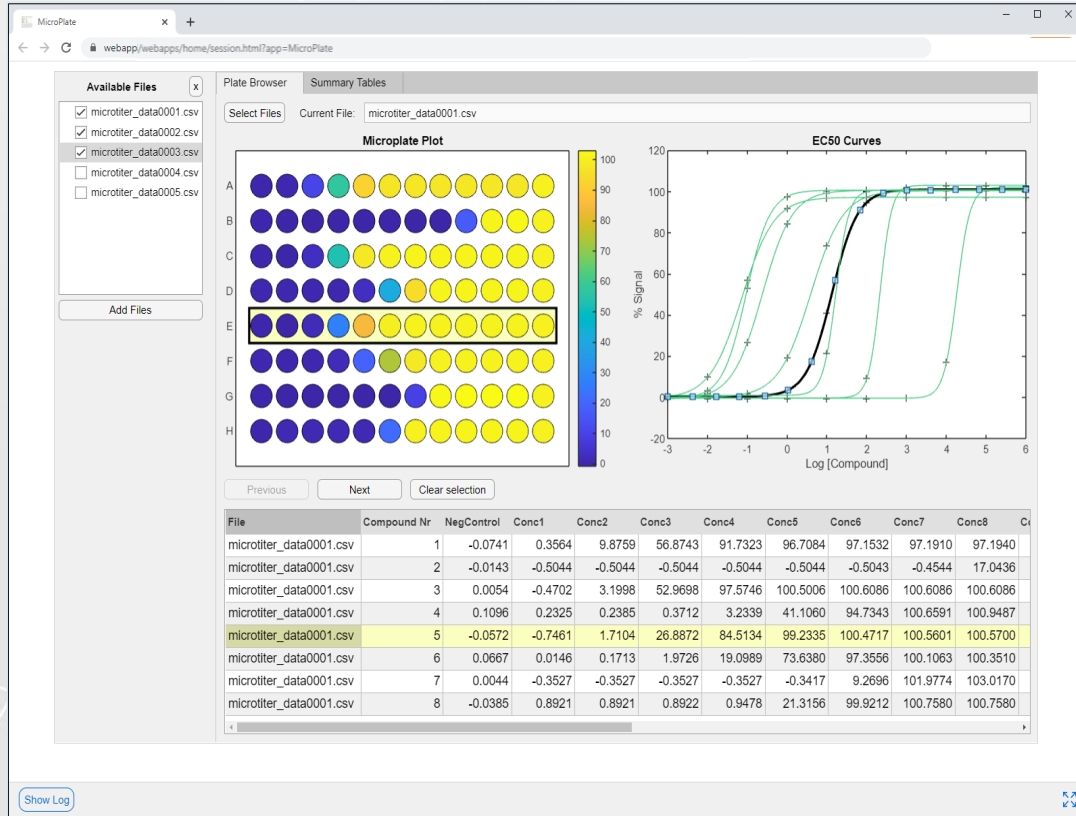 MicroPlate x +
webapp/webapps/home/session.html?app=MicroPlate
Available Files x
microtiter_data0001.csv
microtiter_data0002.csv
microtiter_data0003.csv
microtiter_data0004.csv
microtiter_data0005.csv
Add Files
Plate Browser Summary Tables
Select Files Current File: microtiter_data0001.csv
Microplate Plot
A
B
C
D
E
F
G
H
100
90
80
70
60
50
40
30
20
10
0
EC50 Curves
120
100
80
60
40
20
0
-20
% Signal
-3 -2 -1 0 1 2 3 4 5 6
Log [Compound]
Previous Next Clear selection
File Compound Nr NegControl Conc1 Conc2 Conc3 Conc4 Conc5 Conc6 Conc7 Conc8 Co
microtiter_data0001.csv 1 -0.0741 0.3564 9.8759 56.8743 91.7323 96.7084 97.1532 97.1910 97.1940
microtiter_data0001.csv 2 -0.0143 -0.5044 -0.5044 -0.5044 -0.5044 -0.5044 -0.5043 -0.4544 17.0436
microtiter_data0001.csv 3 0.0054 -0.4702 3.1998 52.9698 97.5746 100.5006 100.6086 100.6086 100.6086
microtiter_data0001.csv 4 0.1096 0.2325 0.2385 0.3712 3.2339 41.1060 94.7343 100.6591 100.9487
microtiter_data0001.csv 5 -0.0572 -0.7461 1.7104 26.8872 84.5134 99.2335 100.4717 100.5601 100.5700
microtiter_data0001.csv 6 0.0667 0.0146 0.1713 1.9726 19.0989 73.6380 97.3556 100.1063 100.3510
microtiter_data0001.csv 7 0.0044 -0.3527 -0.3527 -0.3527 -0.3527 -0.3417 9.2696 101.9774 103.0170
microtiter_data0001.csv 8 -0.0385 0.8921 0.8921 0.8922 0.9478 21.3156 99.9212 100.7580 100.7580
Show Log